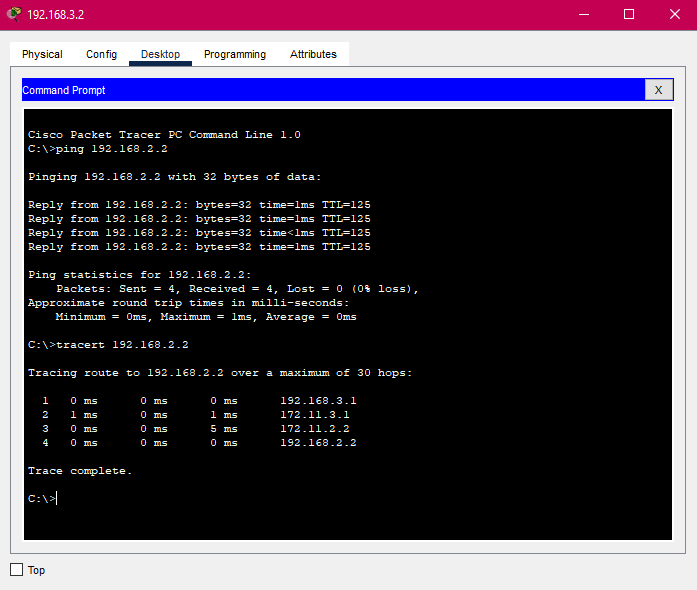 192.168.3.2
Physical Config Desktop Programming Attributes
Command Prompt X
Cisco Packet Tracer PC Command Line 1.0
C:\>ping 192.168.2.2
Pinging 192.168.2.2 with 32 bytes of data:
Reply from 192.168.2.2: bytes=32 time=1ms TTL=125
Reply from 192.168.2.2: bytes=32 time=1ms TTL=125
Reply from 192.168.2.2: bytes=32 time<1ms TTL=125
Reply from 192.168.2.2: bytes=32 time=1ms TTL=125
Ping statistics for 192.168.2.2:
    Packets: Sent = 4, Received = 4, Lost = 0 (0% loss),
Approximate round trip times in milli-seconds:
    Minimum = 0ms, Maximum = 1ms, Average = 0ms
C:\>tracert 192.168.2.2
Tracing route to 192.168.2.2 over a maximum of 30 hops:
  1   0 ms      0 ms      0 ms      192.168.3.1
  2   1 ms      0 ms      1 ms      172.11.3.1
  3   0 ms      0 ms      5 ms      172.11.2.2
  4   0 ms      0 ms      0 ms      192.168.2.2
Trace complete.
C:\>
Top